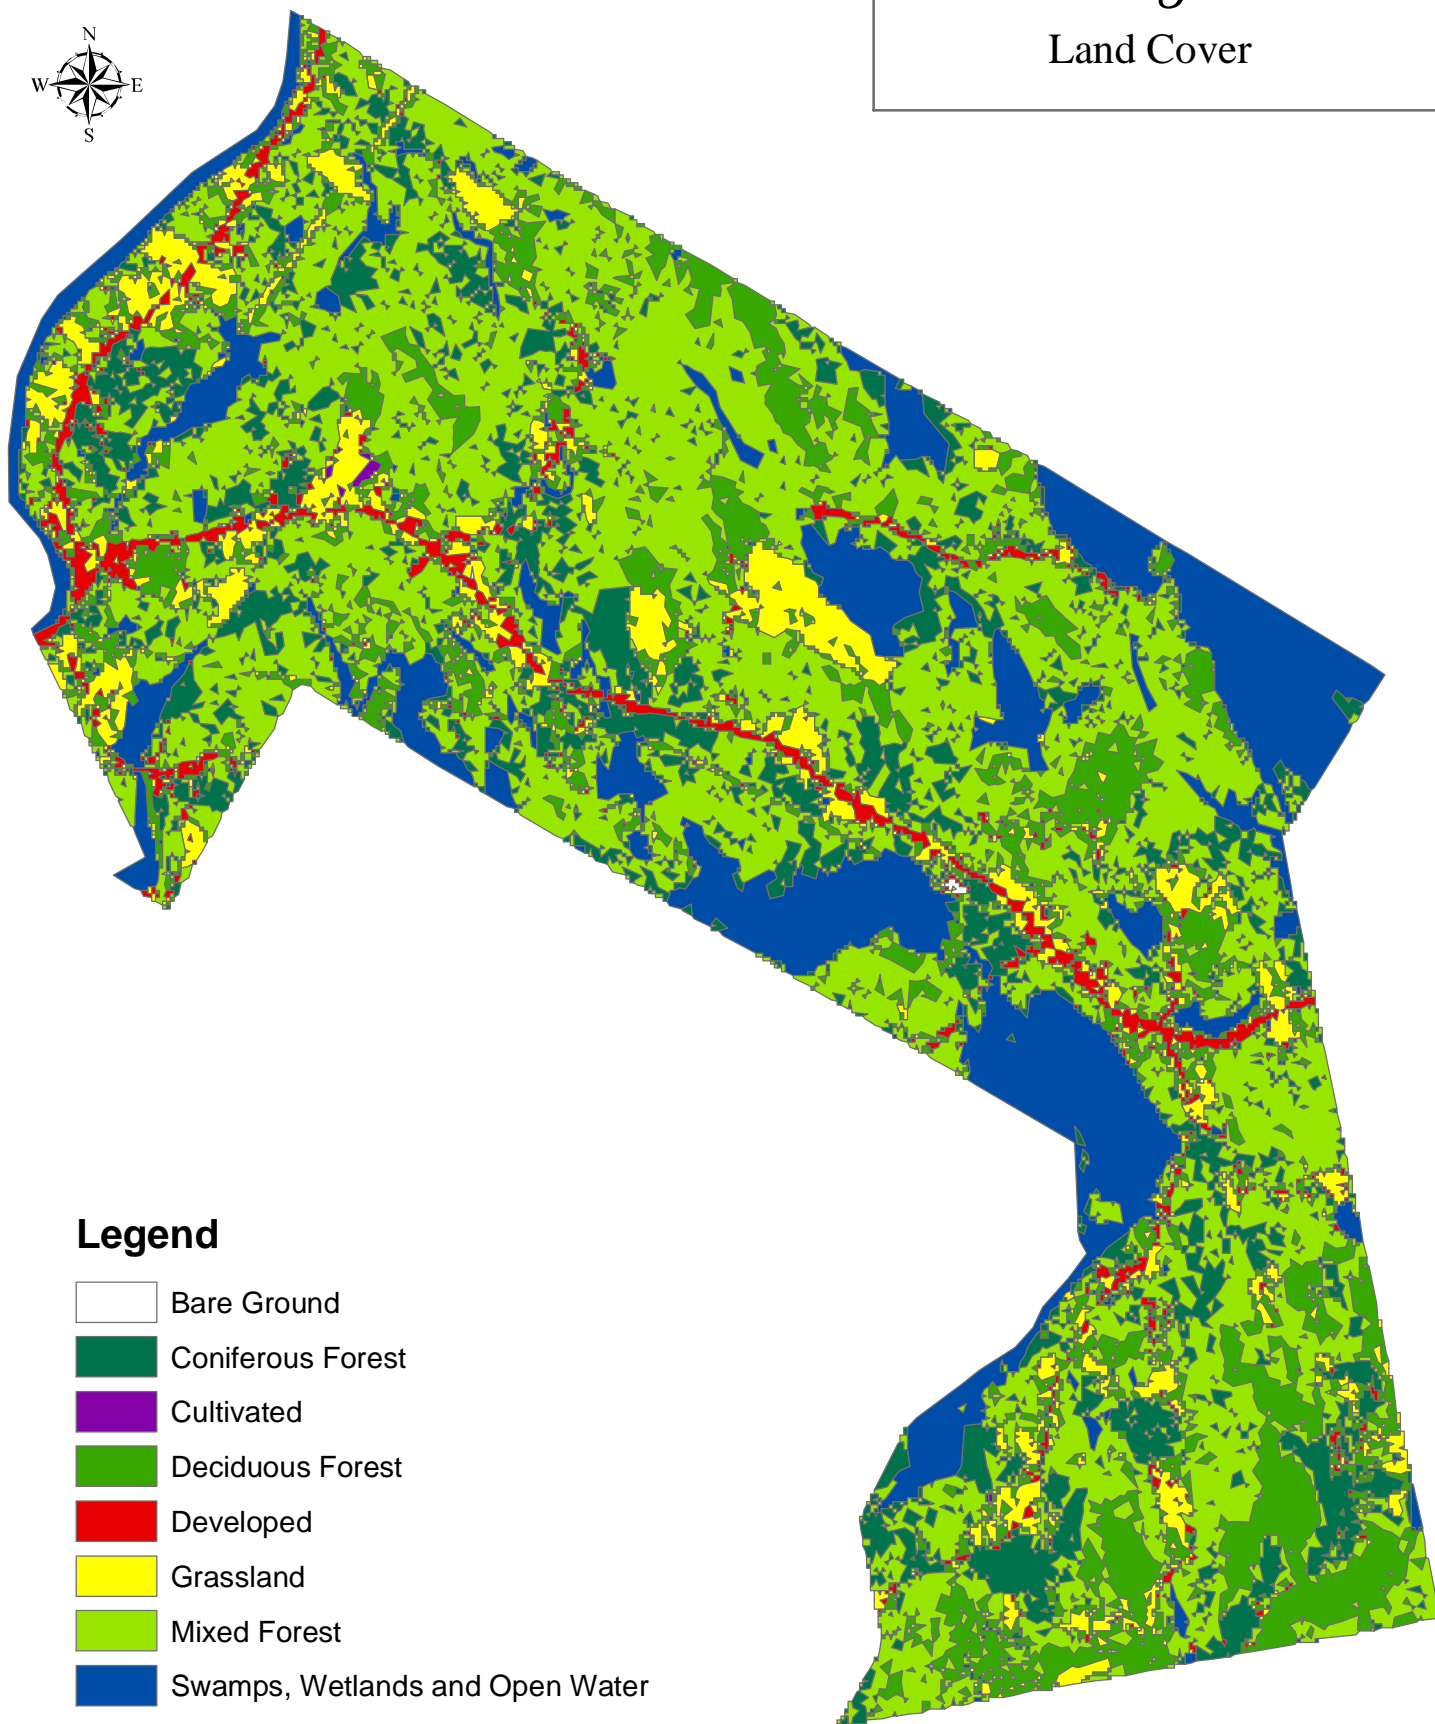 Land Cover
N
W E
S
Legend
Bare Ground
Coniferous Forest
Cultivated
Deciduous Forest
Developed
Grassland
Mixed Forest
Swamps, Wetlands and Open Water